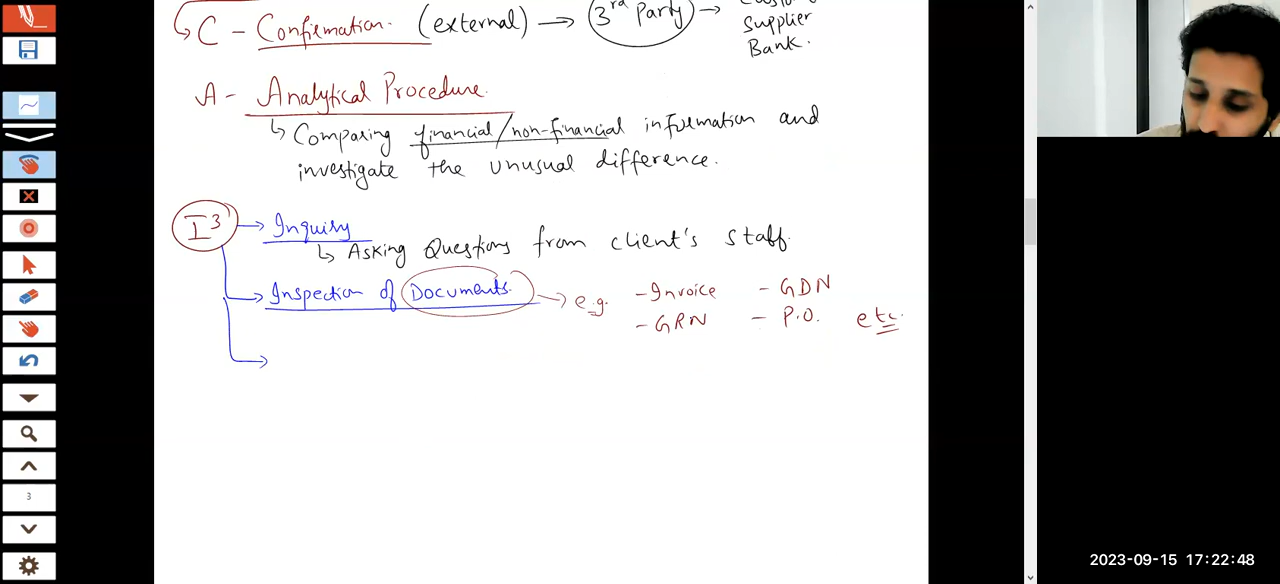 C - Confirmation. (external) → 3rd Party →
Supplier
Bank.
A - Analytical Procedure.
↳ Comparing financial/non-financial information and
investigate the unusual difference.
I³ → Inquiry
↳ Asking Questions from client's staff.
→ Inspection of Documents. → e.g. - Invoice - GDN
- GRN - P.O. etc.
3
2023-09-15 17:22:48